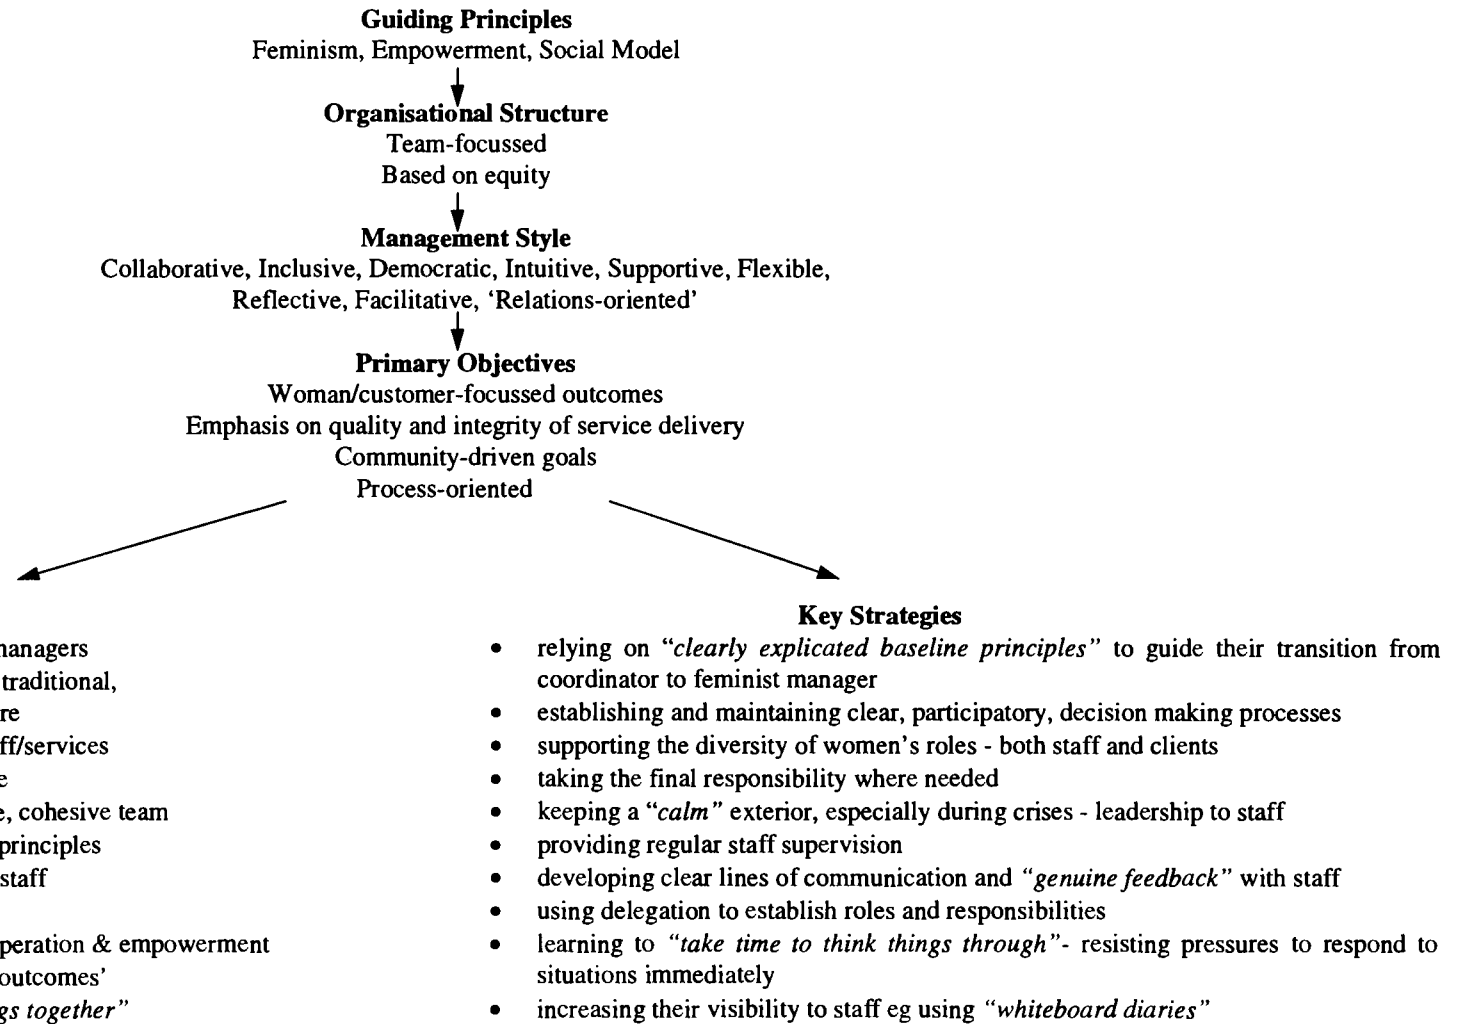 Guiding Principles
Feminism, Empowerment, Social Model
Organisational Structure
Team-focussed
Based on equity
Management Style
Collaborative, Inclusive, Democratic, Intuitive, Supportive, Flexible,
Reflective, Facilitative, ‘Relations-oriented’
Primary Objectives
Woman/customer-focussed outcomes
Emphasis on quality and integrity of service delivery
Community-driven goals
Process-oriented
traditional,
ff/services
, cohesive team
principles
staff
peration & empowerment
outcomes'
gs together”
Key Strategies
• relying on “clearly explicated baseline principles” to guide their transition from
coordinator to feminist manager
• establishing and maintaining clear, participatory, decision making processes
• supporting the diversity of women’s roles - both staff and clients
• taking the final responsibility where needed
• keeping a “calm” exterior, especially during crises - leadership to staff
• providing regular staff supervision
• developing clear lines of communication and “genuine feedback” with staff
• using delegation to establish roles and responsibilities
• learning to “take time to think things through”- resisting pressures to respond to
situations immediately
• increasing their visibility to staff eg using “whiteboard diaries”